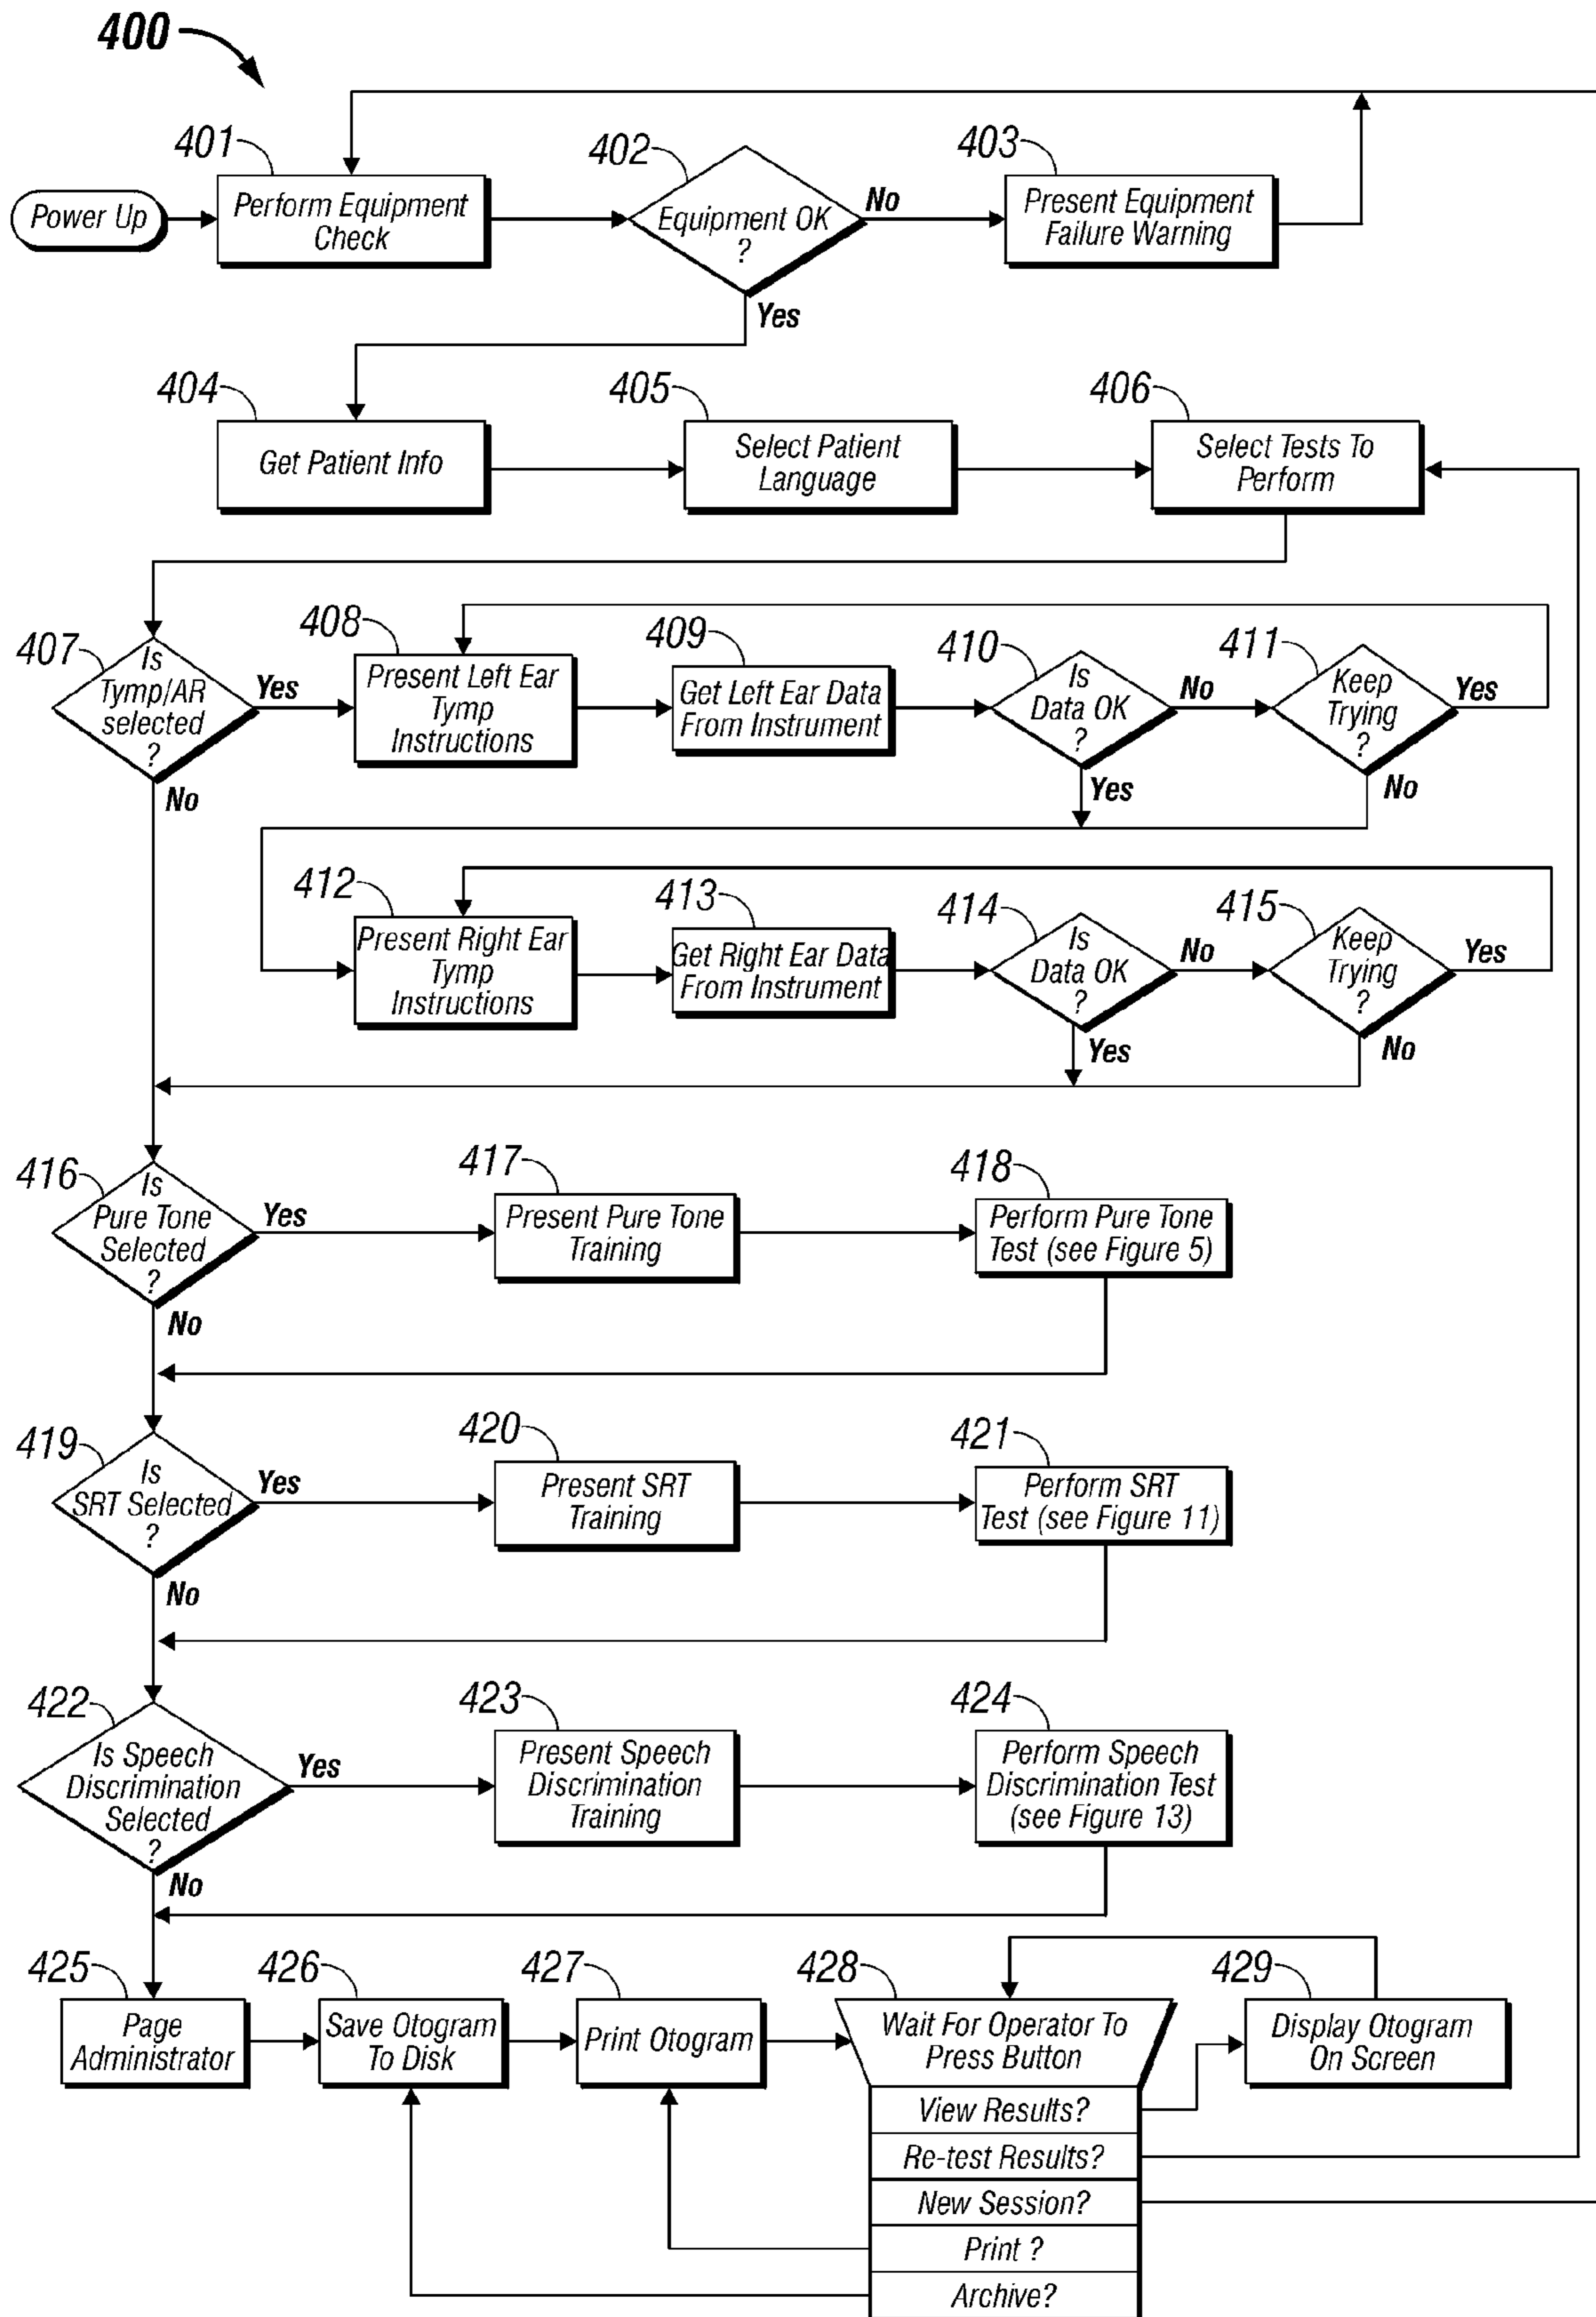 400
401
402
403
Power Up
Perform Equipment
Check
Equipment OK
?
No
Present Equipment
Failure Warning
Yes
404
405
406
Get Patient Info
Select Patient
Language
Select Tests To
Perform
407
408
409
410
411
Is
Tymp/AR
selected
?
Yes
Present Left Ear
Tymp
Instructions
Get Left Ear Data
From Instrument
Is
Data OK
?
No
Keep
Trying
?
Yes
No
Yes
No
412
413
414
415
Present Right Ear
Tymp
Instructions
Get Right Ear Data
From Instrument
Is
Data OK
?
No
Keep
Trying
?
Yes
Yes
No
416
417
418
Is
Pure Tone
Selected
?
Yes
Present Pure Tone
Training
Perform Pure Tone
Test (see Figure 5)
No
419
420
421
Is
SRT Selected
?
Yes
Present SRT
Training
Perform SRT
Test (see Figure 11)
No
422
423
424
Is Speech
Discrimination
Selected
?
Yes
Present Speech
Discrimination
Training
Perform Speech
Discrimination Test
(see Figure 13)
No
425
426
427
428
429
Page
Administrator
Save Otogram
To Disk
Print Otogram
Wait For Operator To
Press Button
Display Otogram
On Screen
View Results?
Re-test Results?
New Session?
Print ?
Archive?